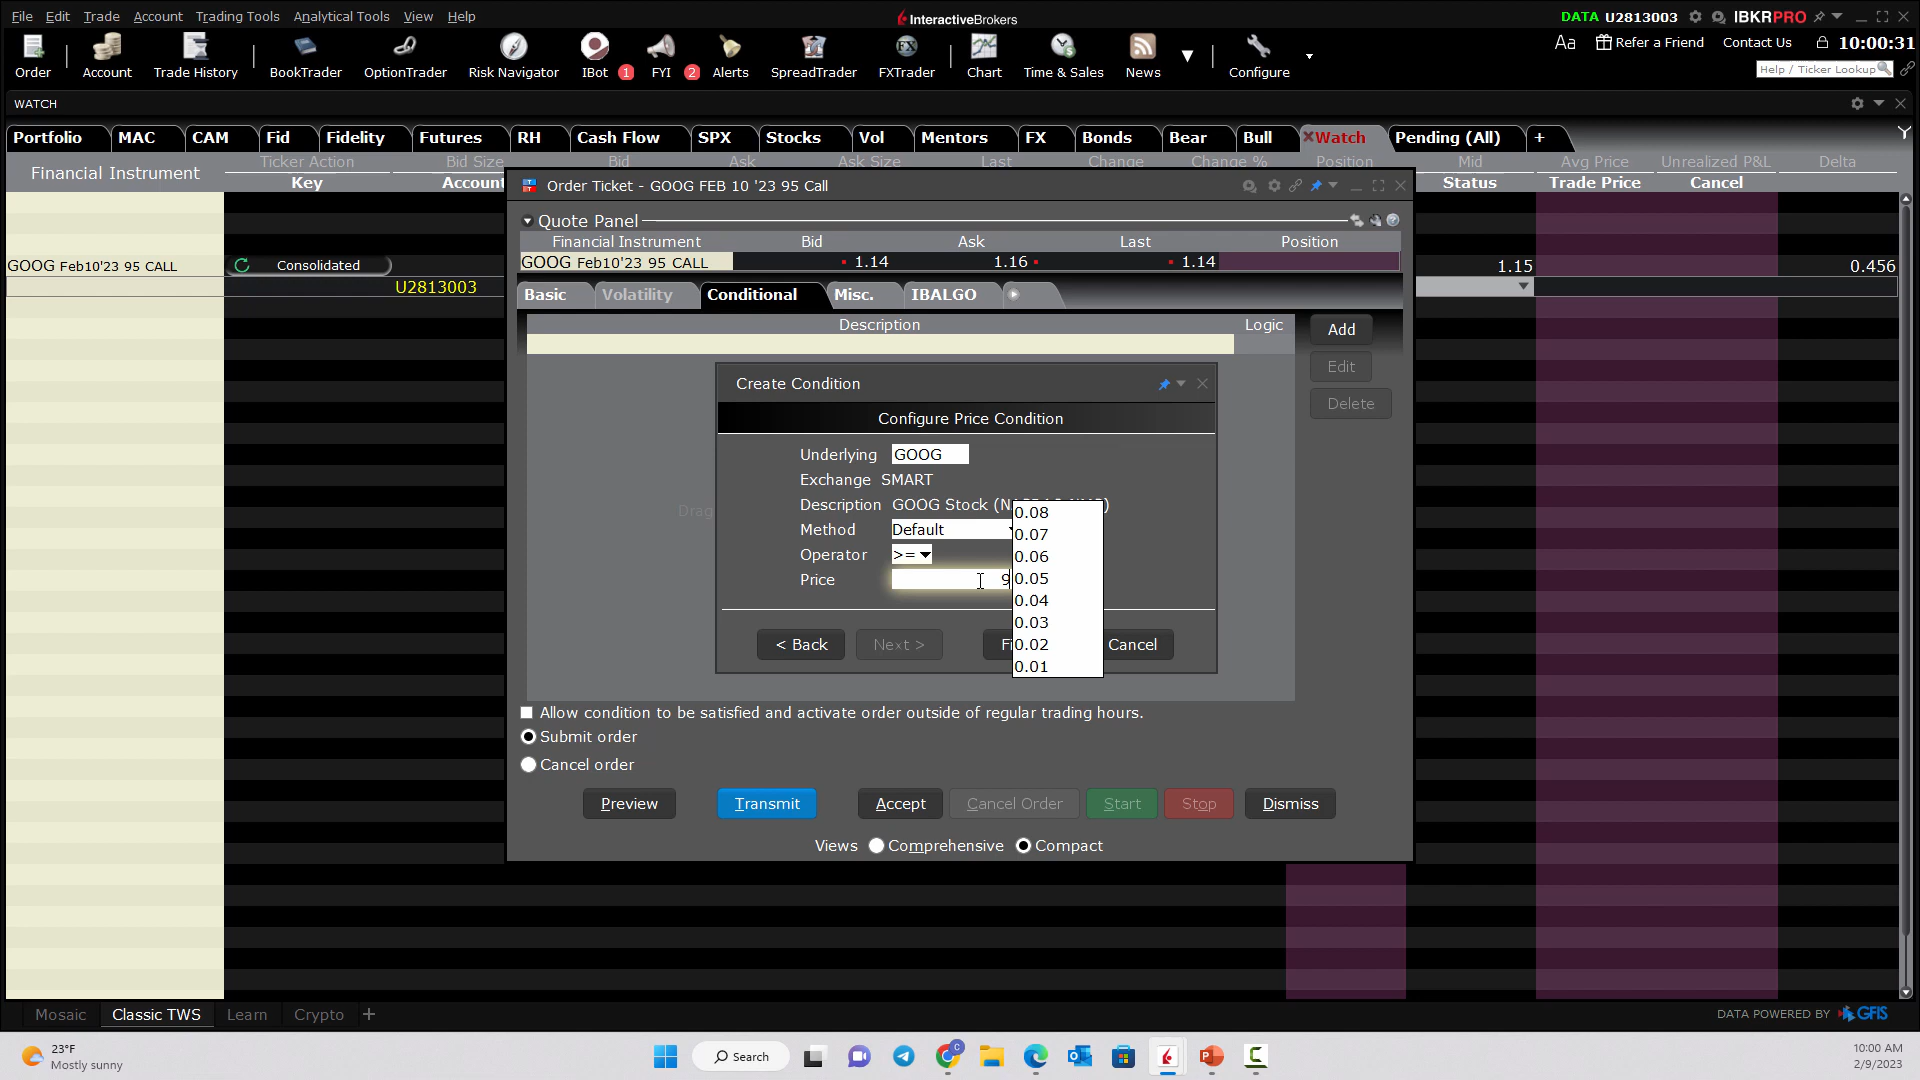 File Edit Trade Account Trading Tools Analytical Tools View Help
InteractiveBrokers
DATA U2813003 IBKRPRO
Order Account Trade History BookTrader OptionTrader Risk Navigator IBot 1 FYI 2 Alerts SpreadTrader FXTrader Chart Time & Sales News Configure
Aa Refer a Friend Contact Us 10:00:31
Help / Ticker Lookup
WATCH
Portfolio MAC CAM Fid Fidelity Futures RH Cash Flow SPX Stocks Vol Mentors FX Bonds Bear Bull Watch Pending (All) +
Financial Instrument Ticker Action Bid Size Bid Ask Ask Size Last Change Change % Position Mid Avg Price Unrealized P&L Delta
Key Account Status Trade Price Cancel
GOOG Feb10'23 95 CALL Consolidated 1.15 0.456
U2813003
Order Ticket - GOOG FEB 10 '23 95 Call
Quote Panel
Financial Instrument Bid Ask Last Position
GOOG Feb10'23 95 CALL 1.14 1.16 1.14
Basic Volatility Conditional Misc. IBALGO
Description Logic
Add
Edit
Delete
Drag
Create Condition
Configure Price Condition
Underlying GOOG
Exchange SMART
Description GOOG Stock
Method Default
Operator >=
Price 9
0.08
0.07
0.06
0.05
0.04
0.03
0.02
0.01
< Back Next > Cancel
Allow condition to be satisfied and activate order outside of regular trading hours.
Submit order
Cancel order
Preview Transmit Accept Cancel Order Start Stop Dismiss
Views Comprehensive Compact
Mosaic Classic TWS Learn Crypto +
DATA POWERED BY GFIS
23°F
Mostly sunny
Search
10:00 AM
2/9/2023